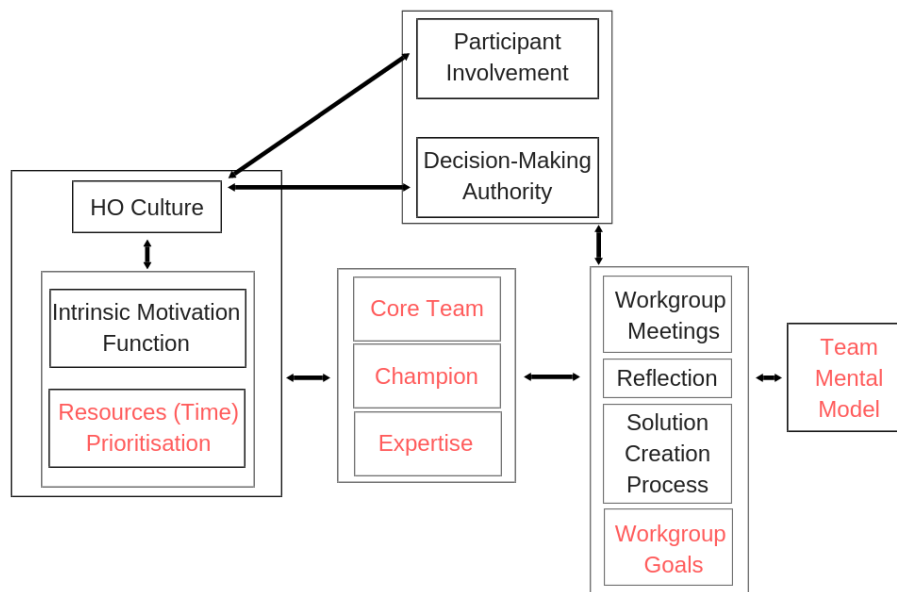 Participant
Involvement
Decision-Making
Authority
HO Culture
Intrinsic Motivation
Function
Resources (Time)
Prioritisation
Core Team
Champion
Expertise
Workgroup
Meetings
Reflection
Solution
Creation
Process
Workgroup
Goals
Team
Mental
Model